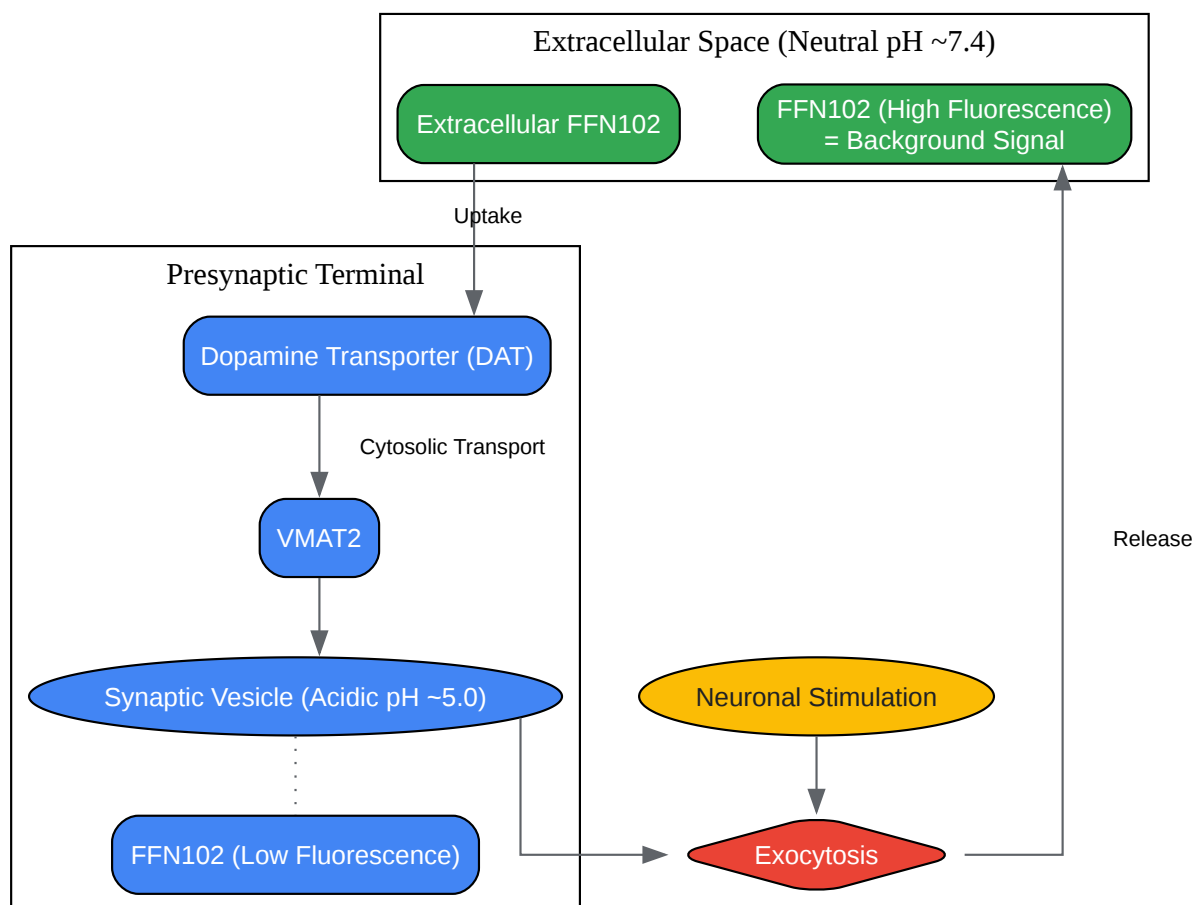 Extracellular Space (Neutral pH ~7.4)
Extracellular FFN102
FFN102 (High Fluorescence)
= Background Signal
Uptake
Presynaptic Terminal
Dopamine Transporter (DAT)
Cytosolic Transport
VMAT2
Release
Synaptic Vesicle (Acidic pH ~5.0)
Neuronal Stimulation
FFN102 (Low Fluorescence)
Exocytosis